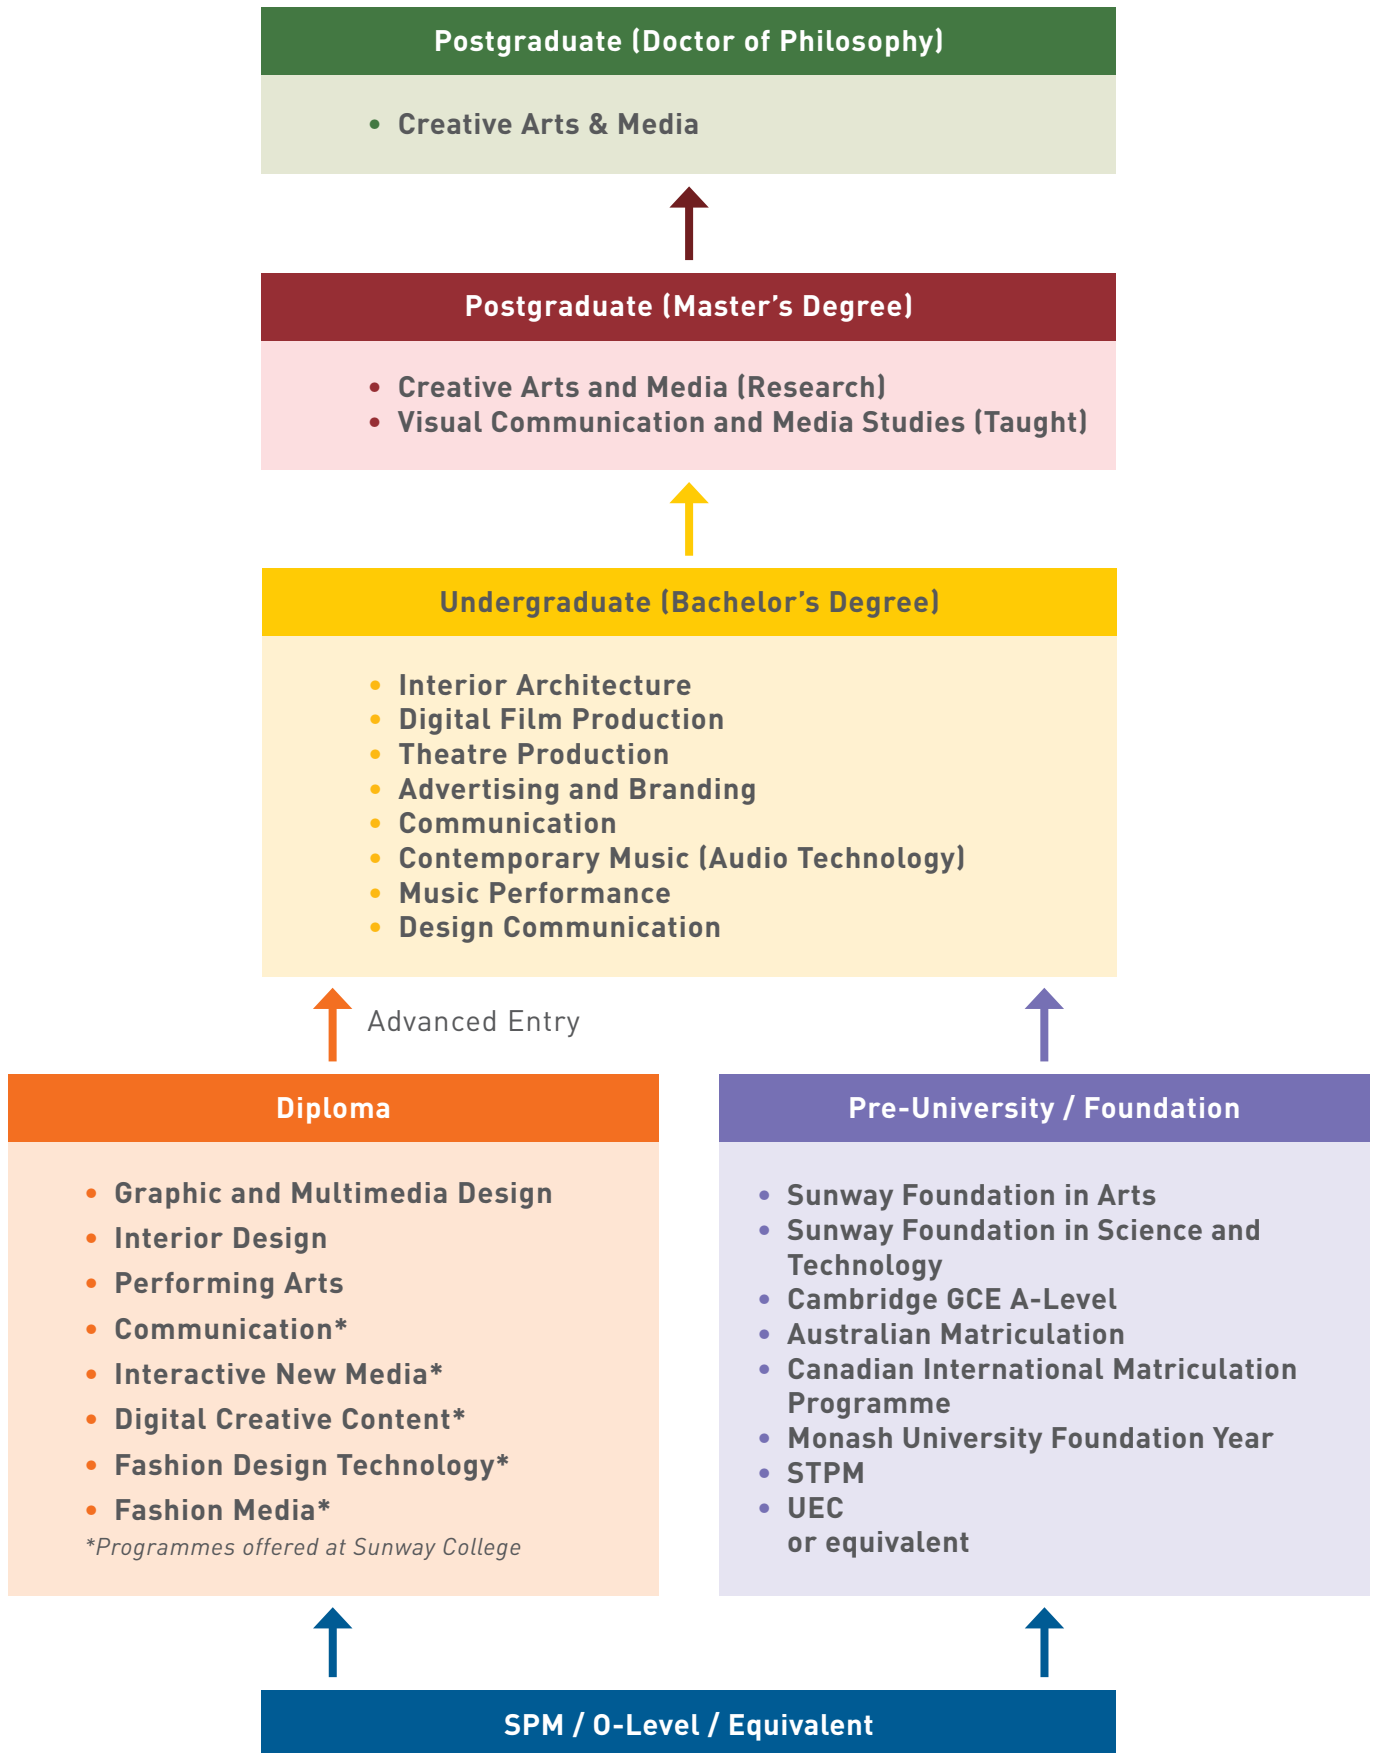 Postgraduate (Doctor of Philosophy)
• Creative Arts & Media
Postgraduate (Master’s Degree)
• Creative Arts and Media (Research)
• Visual Communication and Media Studies (Taught)
Undergraduate (Bachelor’s Degree)
• Interior Architecture
• Digital Film Production
• Theatre Production
• Advertising and Branding
• Communication
• Contemporary Music (Audio Technology)
• Music Performance
• Design Communication
Advanced Entry
Diploma
• Graphic and Multimedia Design
• Interior Design
• Performing Arts
• Communication*
• Interactive New Media*
• Digital Creative Content*
• Fashion Design Technology*
• Fashion Media*
*Programmes offered at Sunway College
Pre-University / Foundation
• Sunway Foundation in Arts
• Sunway Foundation in Science and
Technology
• Cambridge GCE A-Level
• Australian Matriculation
• Canadian International Matriculation
Programme
• Monash University Foundation Year
• STPM
• UEC
or equivalent
SPM / O-Level / Equivalent